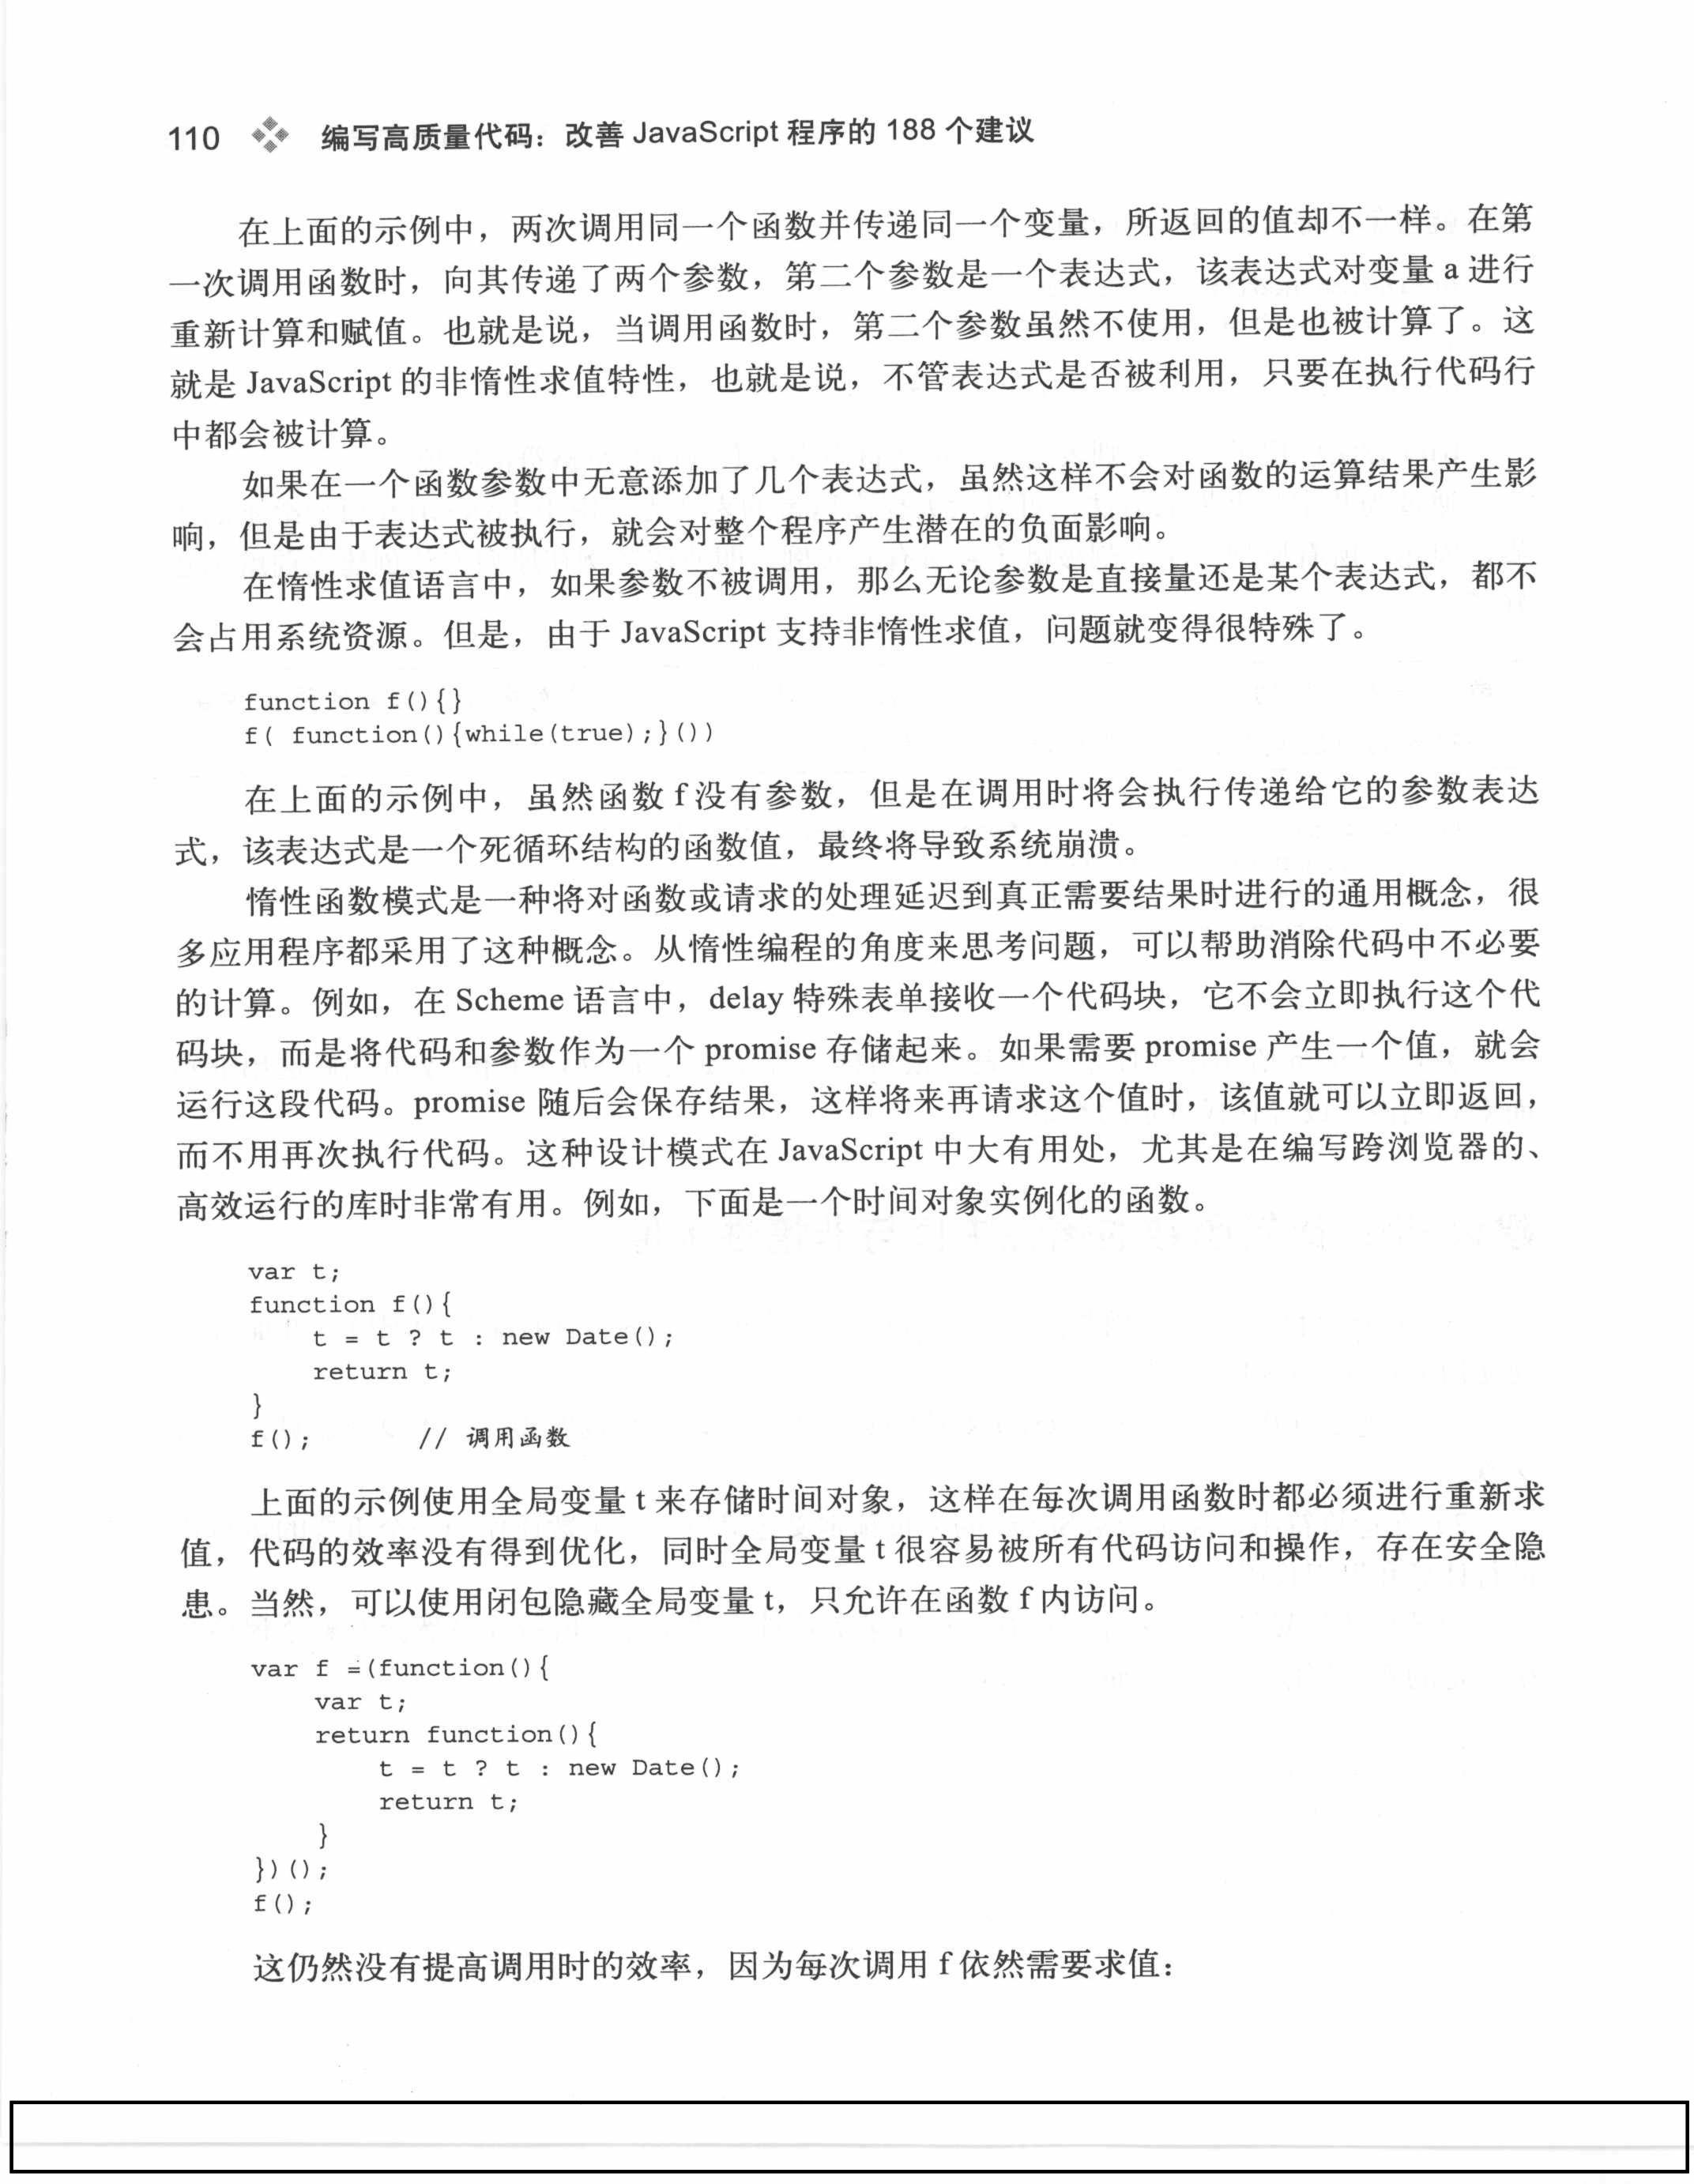 110 编写高质量代码：改善 JavaScript 程序的 188 个建议
在上面的示例中，两次调用同一个函数并传递同一个变量，所返回的值却不一样。在第
一次调用函数时，向其传递了两个参数，第二个参数是一个表达式，该表达式对变量 a 进行
重新计算和赋值。也就是说，当调用函数时，第二个参数虽然不使用，但是也被计算了。这
就是 JavaScript 的非惰性求值特性，也就是说，不管表达式是否被利用，只要在执行代码行
中都会被计算。
如果在一个函数参数中无意添加了几个表达式，虽然这样不会对函数的运算结果产生影
响，但是由于表达式被执行，就会对整个程序产生潜在的负面影响。
在惰性求值语言中，如果参数不被调用，那么无论参数是直接量还是某个表达式，都不
会占用系统资源。但是，由于 JavaScript 支持非惰性求值，问题就变得很特殊了。
function f(){}
f( function(){while(true);}())
在上面的示例中，虽然函数 f 没有参数，但是在调用时将会执行传递给它的参数表达
式，该表达式是一个死循环结构的函数值，最终将导致系统崩溃。
惰性函数模式是一种将对函数或请求的处理延迟到真正需要结果时进行的通用概念，很
多应用程序都采用了这种概念。从惰性编程的角度来思考问题，可以帮助消除代码中不必要
的计算。例如，在 Scheme 语言中，delay 特殊表单接收一个代码块，它不会立即执行这个代
码块，而是将代码和参数作为一个 promise 存储起来。如果需要 promise 产生一个值，就会
运行这段代码。promise 随后会保存结果，这样将来再请求这个值时，该值就可以立即返回，
而不用再次执行代码。这种设计模式在 JavaScript 中大有用处，尤其是在编写跨浏览器的、
高效运行的库时非常有用。例如，下面是一个时间对象实例化的函数。
var t;
function f(){
    t = t ? t : new Date();
    return t;
}
f();       // 调用函数
上面的示例使用全局变量 t 来存储时间对象，这样在每次调用函数时都必须进行重新求
值，代码的效率没有得到优化，同时全局变量 t 很容易被所有代码访问和操作，存在安全隐
患。当然，可以使用闭包隐藏全局变量 t，只允许在函数 f 内访问。
var f =(function(){
    var t;
    return function(){
        t = t ? t : new Date();
        return t;
    }
})();
f();
这仍然没有提高调用时的效率，因为每次调用 f 依然需要求值：